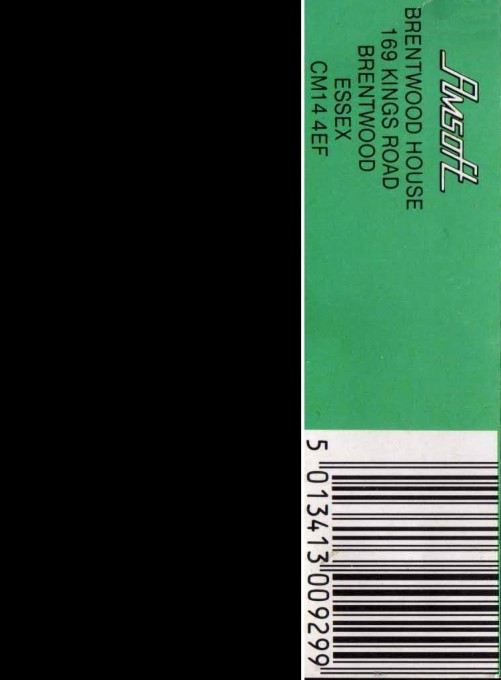 Amsoft
BRENTWOOD HOUSE
169 KINGS ROAD
BRENTWOOD
ESSEX
CM14 4EF
5 013413 009299